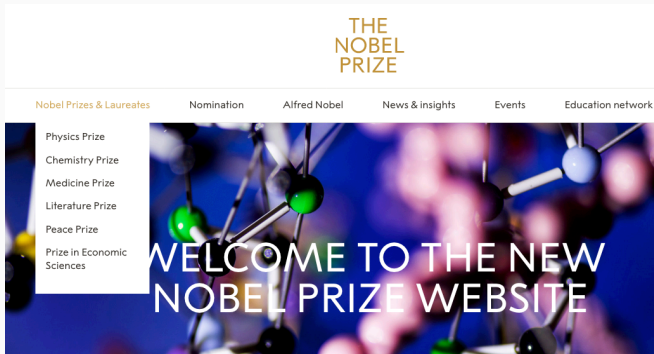 THE
NOBEL
PRIZE
Nobel Prizes & Laureates Nomination Alfred Nobel News & insights Events Education network
Physics Prize
Chemistry Prize
Medicine Prize
Literature Prize
Peace Prize
Prize in Economic
Sciences
WELCOME TO THE NEW
NOBEL PRIZE WEBSITE